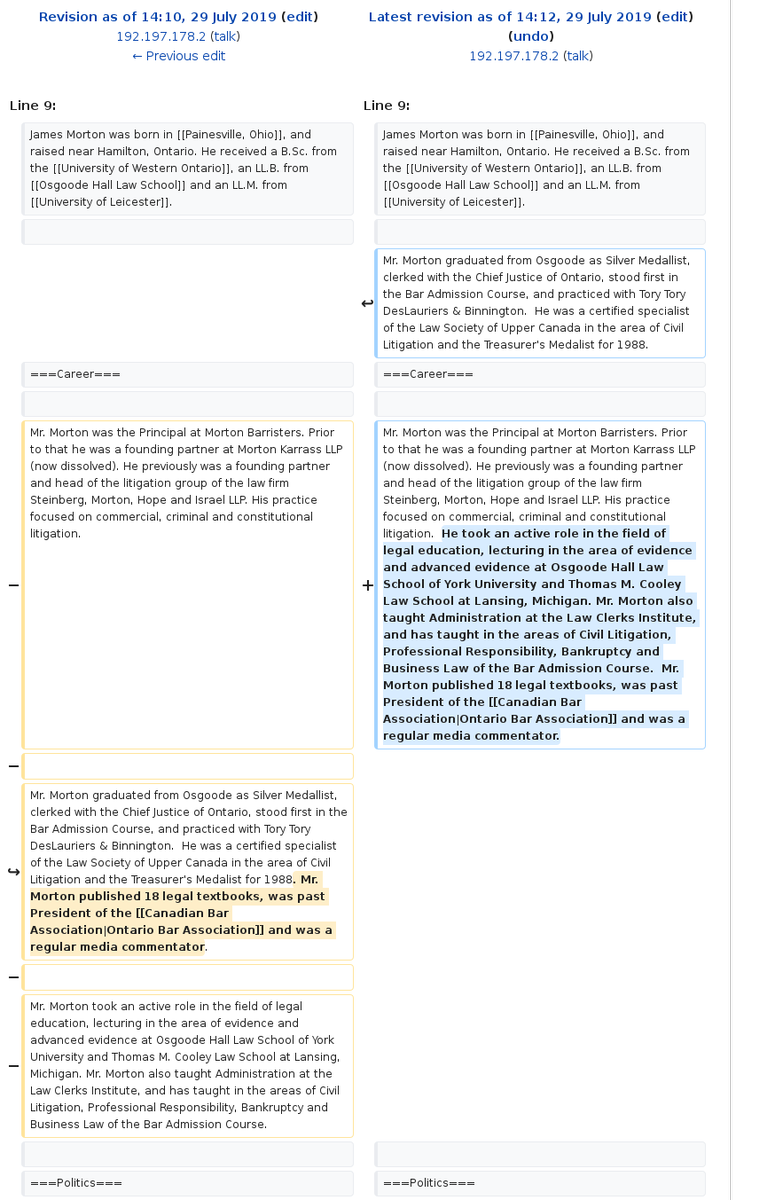 Revision as of 14:10, 29 July 2019 (edit)
192.197.178.2 (talk)
← Previous edit
Latest revision as of 14:12, 29 July 2019 (edit)
(undo)
192.197.178.2 (talk)
Line 9:
Line 9:
James Morton was born in [[Painesville, Ohio]], and
raised near Hamilton, Ontario. He received a B.Sc. from
the [[University of Western Ontario]], an LL.B. from
[[Osgoode Hall Law School]] and an LL.M. from
[[University of Leicester]].
James Morton was born in [[Painesville, Ohio]], and
raised near Hamilton, Ontario. He received a B.Sc. from
the [[University of Western Ontario]], an LL.B. from
[[Osgoode Hall Law School]] and an LL.M. from
[[University of Leicester]].
Mr. Morton graduated from Osgoode as Silver Medallist,
clerked with the Chief Justice of Ontario, stood first in
the Bar Admission Course, and practiced with Tory Tory
DesLauriers & Binnington.  He was a certified specialist
of the Law Society of Upper Canada in the area of Civil
Litigation and the Treasurer's Medalist for 1988.
===Career===
===Career===
Mr. Morton was the Principal at Morton Barristers. Prior
to that he was a founding partner at Morton Karrass LLP
(now dissolved). He previously was a founding partner
and head of the litigation group of the law firm
Steinberg, Morton, Hope and Israel LLP. His practice
focused on commercial, criminal and constitutional
litigation.
Mr. Morton was the Principal at Morton Barristers. Prior
to that he was a founding partner at Morton Karrass LLP
(now dissolved). He previously was a founding partner
and head of the litigation group of the law firm
Steinberg, Morton, Hope and Israel LLP. His practice
focused on commercial, criminal and constitutional
litigation.  He took an active role in the field of
legal education, lecturing in the area of evidence
and advanced evidence at Osgoode Hall Law
School of York University and Thomas M. Cooley
Law School at Lansing, Michigan. Mr. Morton also
taught Administration at the Law Clerks Institute,
and has taught in the areas of Civil Litigation,
Professional Responsibility, Bankruptcy and
Business Law of the Bar Admission Course.  Mr.
Morton published 18 legal textbooks, was past
President of the [[Canadian Bar
Association|Ontario Bar Association]] and was a
regular media commentator.
Mr. Morton graduated from Osgoode as Silver Medallist,
clerked with the Chief Justice of Ontario, stood first in the
Bar Admission Course, and practiced with Tory Tory
DesLauriers & Binnington.  He was a certified specialist
of the Law Society of Upper Canada in the area of Civil
Litigation and the Treasurer's Medalist for 1988. Mr.
Morton published 18 legal textbooks, was past
President of the [[Canadian Bar
Association|Ontario Bar Association]] and was a
regular media commentator.
Mr. Morton took an active role in the field of legal
education, lecturing in the area of evidence and
advanced evidence at Osgoode Hall Law School of York
University and Thomas M. Cooley Law School at Lansing,
Michigan. Mr. Morton also taught Administration at the
Law Clerks Institute, and has taught in the areas of Civil
Litigation, Professional Responsibility, Bankruptcy and
Business Law of the Bar Admission Course.
===Politics===
===Politics===